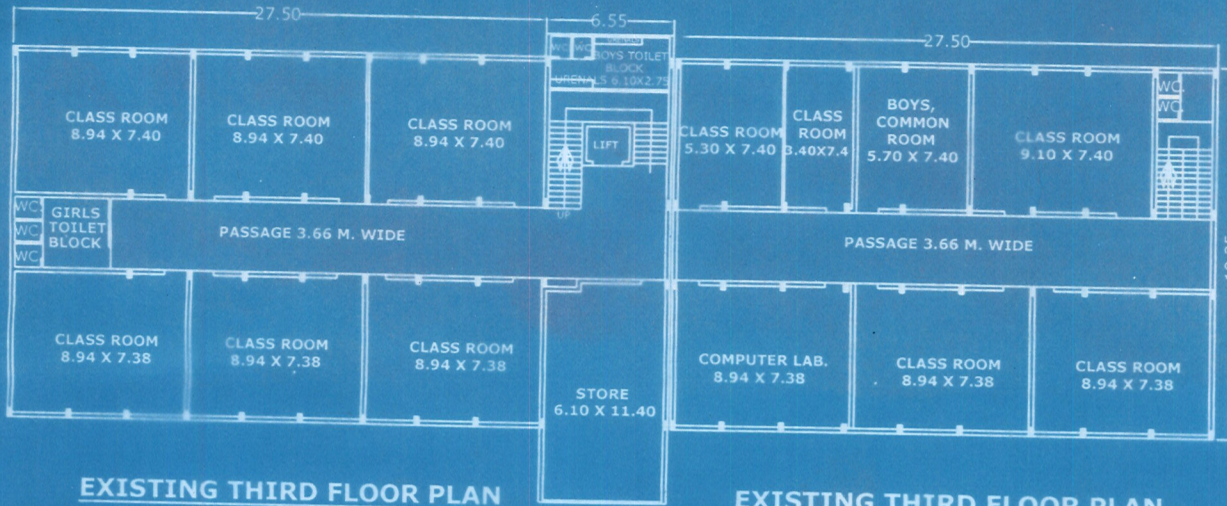 27.50
6.55
27.50
WC
WC
BOYS TOILET
BLOCK
URENALS 6.10X2.75
CLASS ROOM
8.94 X 7.40
CLASS ROOM
8.94 X 7.40
CLASS ROOM
8.94 X 7.40
LIFT
UP
CLASS ROOM
5.30 X 7.40
CLASS
ROOM
3.40X7.4
BOYS,
COMMON
ROOM
5.70 X 7.40
CLASS ROOM
9.10 X 7.40
WC.
WC.
WC.
WC.
WC.
GIRLS
TOILET
BLOCK
PASSAGE 3.66 M. WIDE
PASSAGE 3.66 M. WIDE
CLASS ROOM
8.94 X 7.38
CLASS ROOM
8.94 X 7.38
CLASS ROOM
8.94 X 7.38
STORE
6.10 X 11.40
COMPUTER LAB.
8.94 X 7.38
CLASS ROOM
8.94 X 7.38
CLASS ROOM
8.94 X 7.38
EXISTING THIRD FLOOR PLAN
EXISTING THIRD FLOOR PLAN